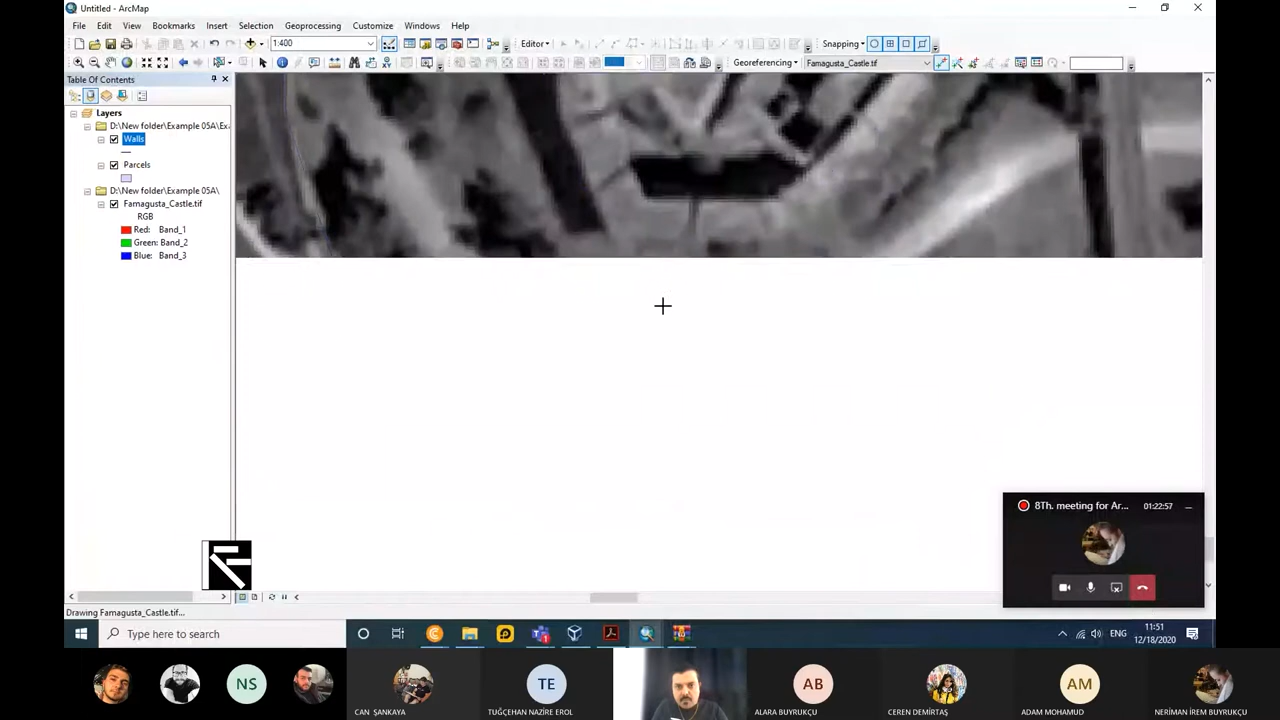 Untitled - ArcMap
File Edit View Bookmarks Insert Selection Geoprocessing Customize Windows Help
1:400 Editor Snapping
Georeferencing Famagusta_Castle.tif
Table Of Contents
Layers
D:\New folder\Example 05A\Exa
Walls
Parcels
D:\New folder\Example 05A\
Famagusta_Castle.tif
RGB
Red: Band_1
Green: Band_2
Blue: Band_3
8Th. meeting for Ar... 01:22:57
Drawing Famagusta_Castle.tif...
Type here to search
ENG
11:51
12/18/2020
NS
TE
AB
AM
CAN ŞANKAYA
TUĞÇEHAN NAZİRE EROL
ALARA BUYRUKÇU
CEREN DEMİRTAŞ
ADAM MOHAMUD
NERİMAN İREM BUYRUKÇU